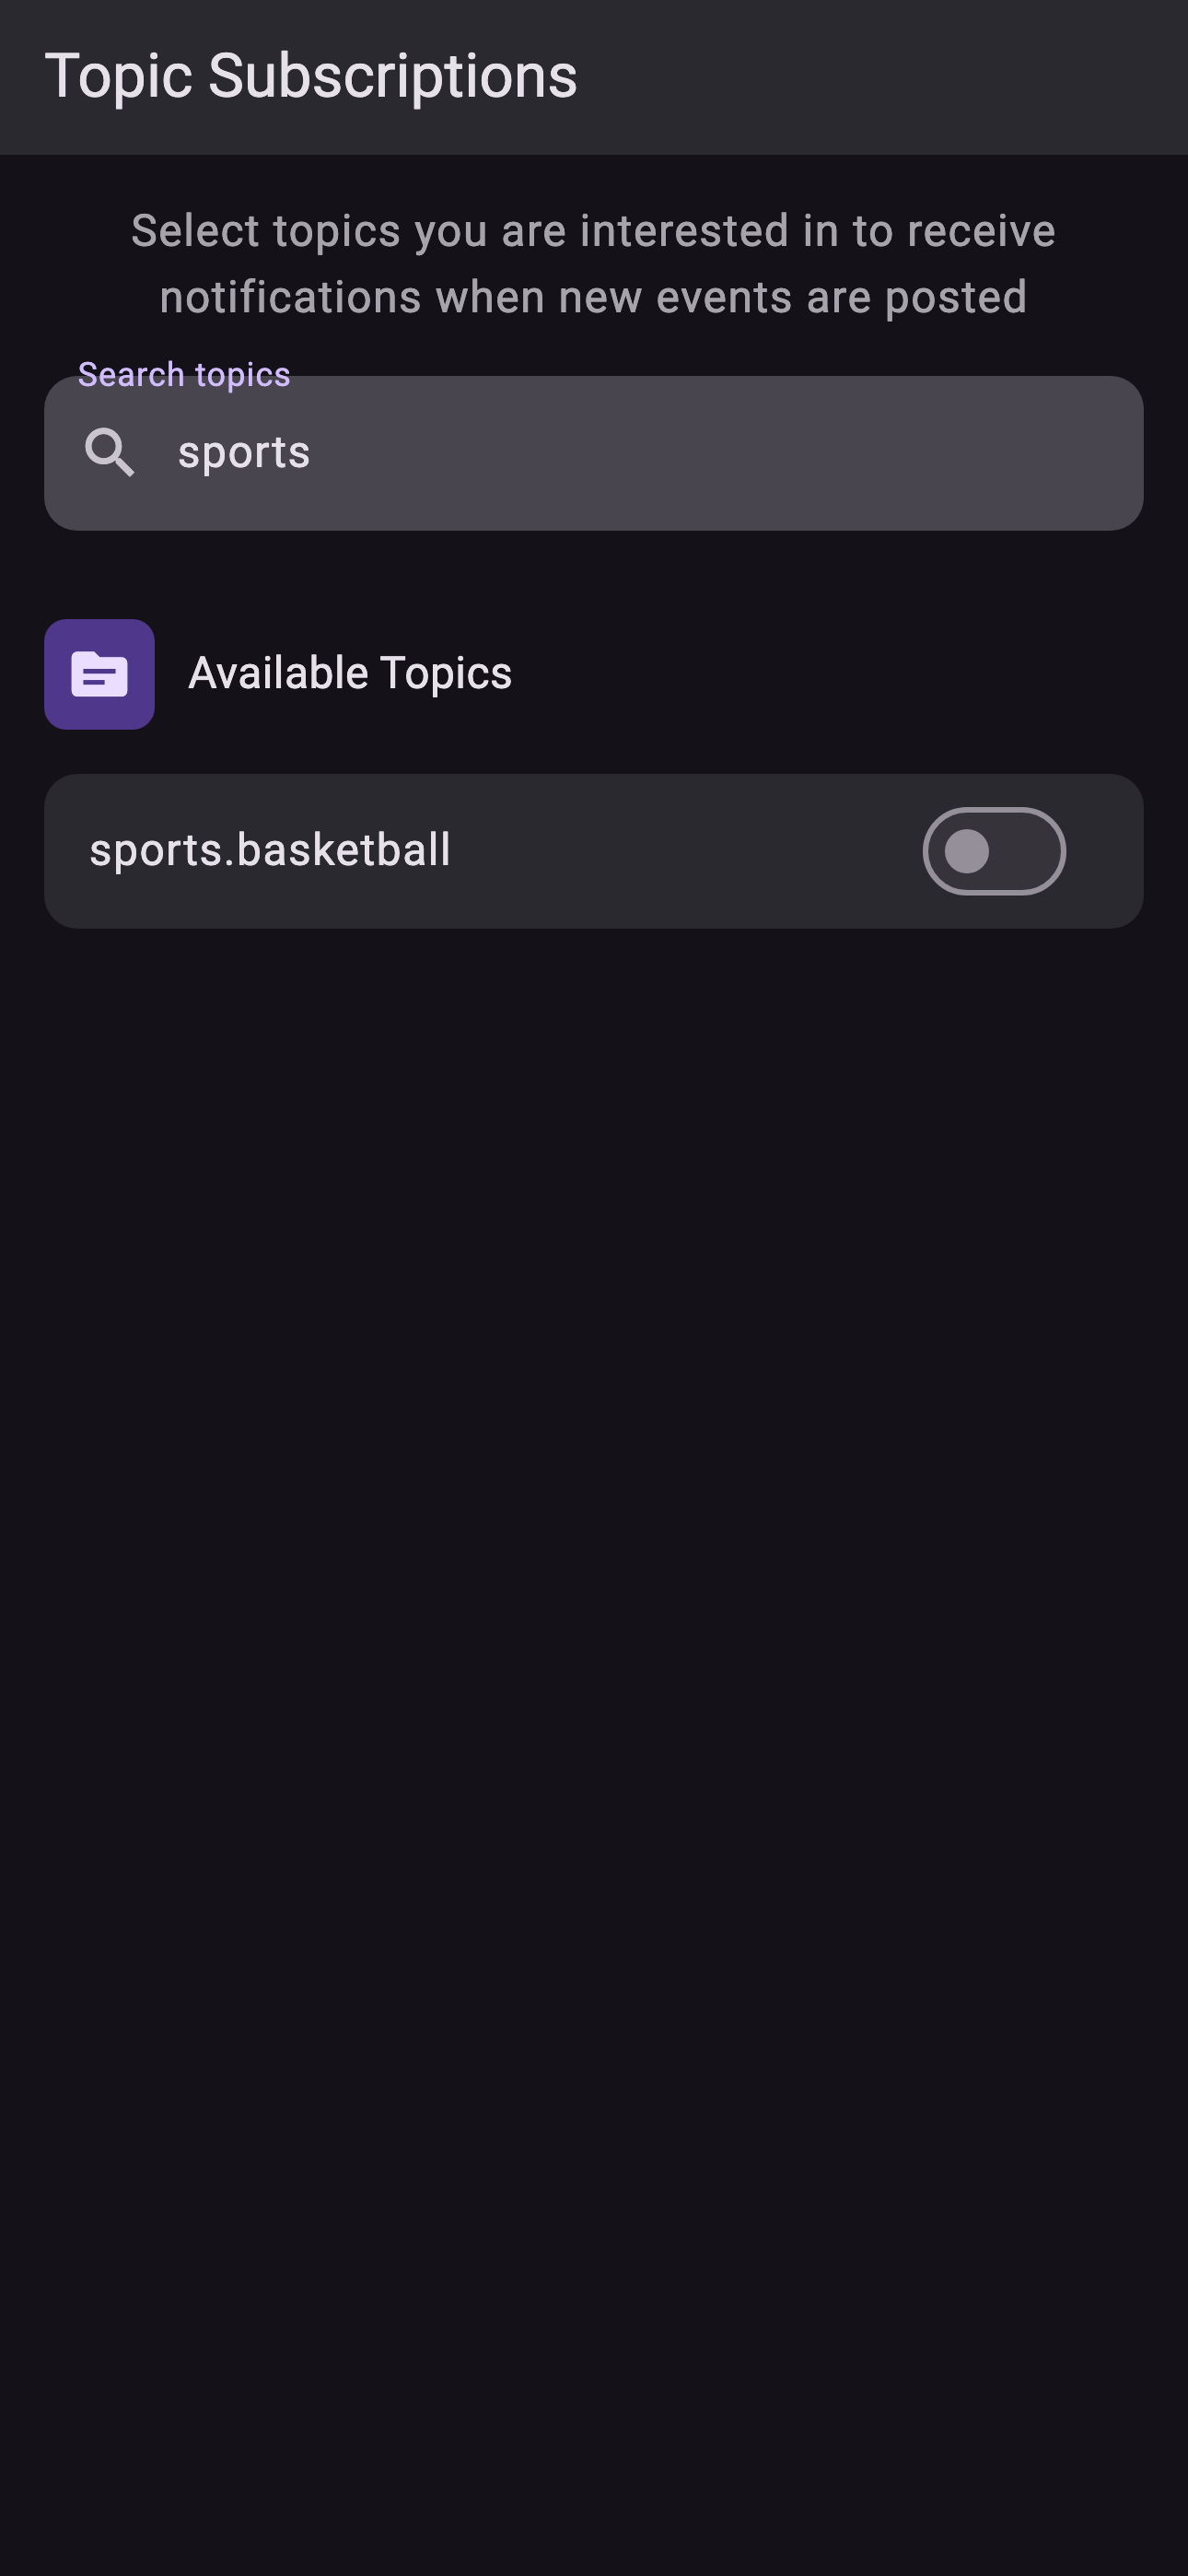 Topic Subscriptions
Select topics you are interested in to receive
notifications when new events are posted
Search topics
sports
Available Topics
sports.basketball